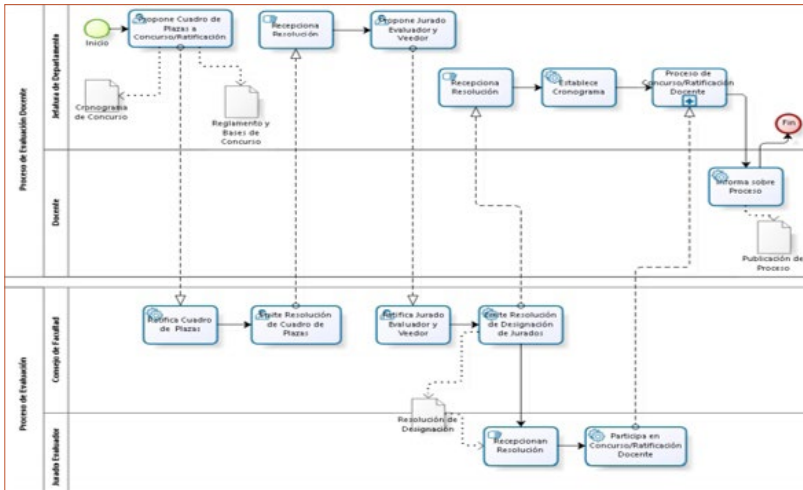 Proceso de Evaluación Docente
Jefatura de Departamento
Inicio
Propone Cuadro de
Plazas a
Concurso/Ratificación
Cronograma
de Concurso
Reglamento y
Bases de
Concurso
Recepciona
Resolución
Propone Jurado
Evaluador y
Veedor
Recepciona
Resolución
Establece
Cronograma
Proceso de
Concurso/Ratificación
Docente
Fin
Docente
Informa sobre
Proceso
Publicación de
Proceso
Proceso de Evaluación
Consejo de Facultad
Ratifica Cuadro
de Plazas
Emite Resolución
de Cuadro de
Plazas
Ratifica Jurado
Evaluador y
Veedor
Emite Resolución
de Designación
de Jurados
Resolución de
Designación
Jurado Evaluador
Recepcionan
Resolución
Participa en
Concurso/Ratificación
Docente